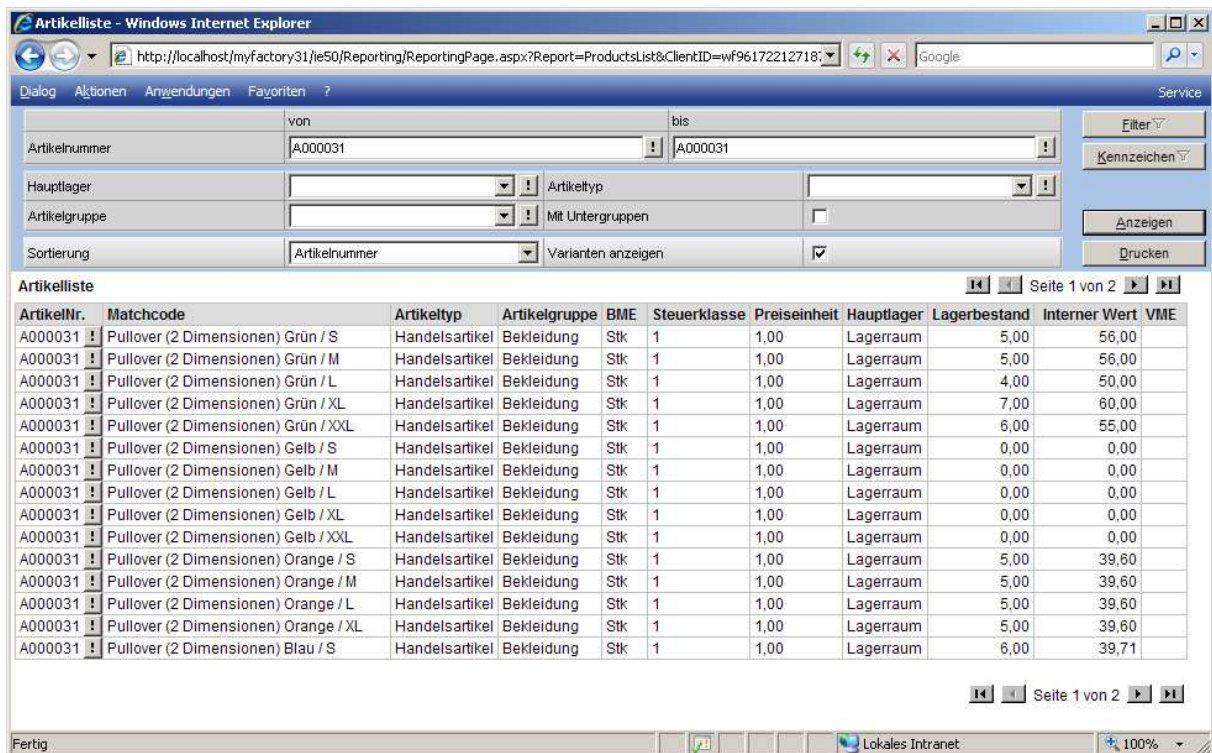 Artikelliste - Windows Internet Explorer
http://localhost/myfactory31/ie50/Reporting/ReportingPage.aspx?Report=ProductsList&ClientID=wf961722127187 Google
Dialog Aktionen Anwendungen Favoriten ? Service
von bis Filter
Artikelnummer A000031 ! A000031 !
Kennzeichen
Hauptlager ! Artikeltyp !
Artikelgruppe ! Mit Untergruppen Anzeigen
Sortierung Artikelnummer Varianten anzeigen Drucken
Artikelliste Seite 1 von 2
ArtikelNr. Matchcode Artikeltyp Artikelgruppe BME Steuerklasse Preiseinheit Hauptlager Lagerbestand Interner Wert VME
A000031 ! Pullover (2 Dimensionen) Grün / S Handelsartikel Bekleidung Stk 1 1,00 Lagerraum 5,00 56,00
A000031 ! Pullover (2 Dimensionen) Grün / M Handelsartikel Bekleidung Stk 1 1,00 Lagerraum 5,00 56,00
A000031 ! Pullover (2 Dimensionen) Grün / L Handelsartikel Bekleidung Stk 1 1,00 Lagerraum 4,00 50,00
A000031 ! Pullover (2 Dimensionen) Grün / XL Handelsartikel Bekleidung Stk 1 1,00 Lagerraum 7,00 60,00
A000031 ! Pullover (2 Dimensionen) Grün / XXL Handelsartikel Bekleidung Stk 1 1,00 Lagerraum 6,00 55,00
A000031 ! Pullover (2 Dimensionen) Gelb / S Handelsartikel Bekleidung Stk 1 1,00 Lagerraum 0,00 0,00
A000031 ! Pullover (2 Dimensionen) Gelb / M Handelsartikel Bekleidung Stk 1 1,00 Lagerraum 0,00 0,00
A000031 ! Pullover (2 Dimensionen) Gelb / L Handelsartikel Bekleidung Stk 1 1,00 Lagerraum 0,00 0,00
A000031 ! Pullover (2 Dimensionen) Gelb / XL Handelsartikel Bekleidung Stk 1 1,00 Lagerraum 0,00 0,00
A000031 ! Pullover (2 Dimensionen) Gelb / XXL Handelsartikel Bekleidung Stk 1 1,00 Lagerraum 0,00 0,00
A000031 ! Pullover (2 Dimensionen) Orange / S Handelsartikel Bekleidung Stk 1 1,00 Lagerraum 5,00 39,60
A000031 ! Pullover (2 Dimensionen) Orange / M Handelsartikel Bekleidung Stk 1 1,00 Lagerraum 5,00 39,60
A000031 ! Pullover (2 Dimensionen) Orange / L Handelsartikel Bekleidung Stk 1 1,00 Lagerraum 5,00 39,60
A000031 ! Pullover (2 Dimensionen) Orange / XL Handelsartikel Bekleidung Stk 1 1,00 Lagerraum 5,00 39,60
A000031 ! Pullover (2 Dimensionen) Blau / S Handelsartikel Bekleidung Stk 1 1,00 Lagerraum 6,00 39,71
Seite 1 von 2
Fertig Lokales Intranet 100%